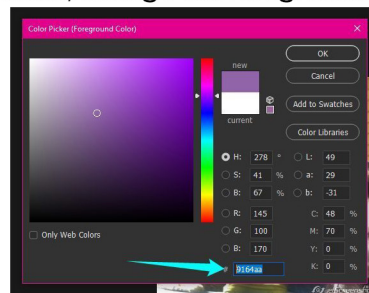 Color Picker (Foreground Color)
new
current
OK
Cancel
Add to Swatches
Color Libraries
H: 278 °
L: 49
S: 41 %
a: 29
B: 67 %
b: -31
R: 145
C: 48 %
G: 100
M: 70 %
B: 170
Y: 0 %
# 9164aa
K: 0 %
Only Web Colors